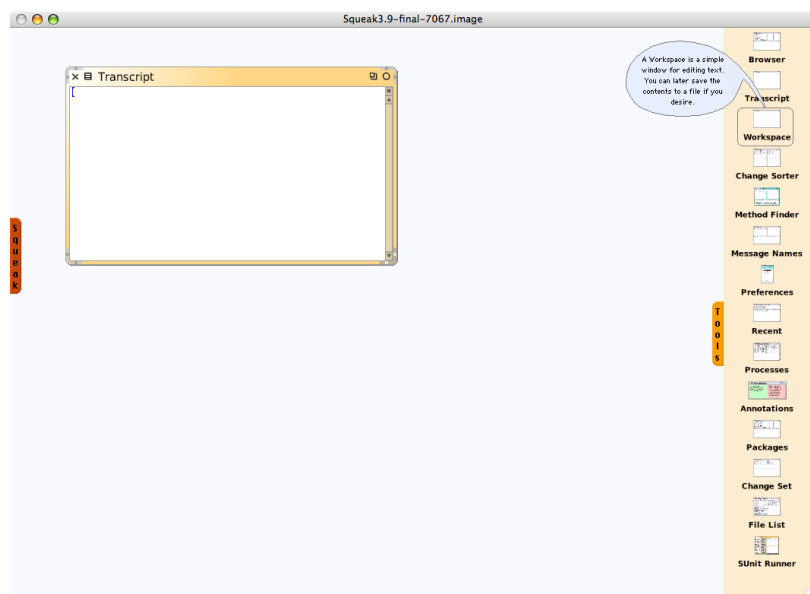 Squeak3.9-final-7067.image
Transcript
A Workspace is a simple
window for editing text.
You can later save the
contents to a file if you
desire.
Squeak
Tools
Browser
Transcript
Workspace
Change Sorter
Method Finder
Message Names
Preferences
Recent
Processes
Annotations
Packages
Change Set
File List
SUnit Runner